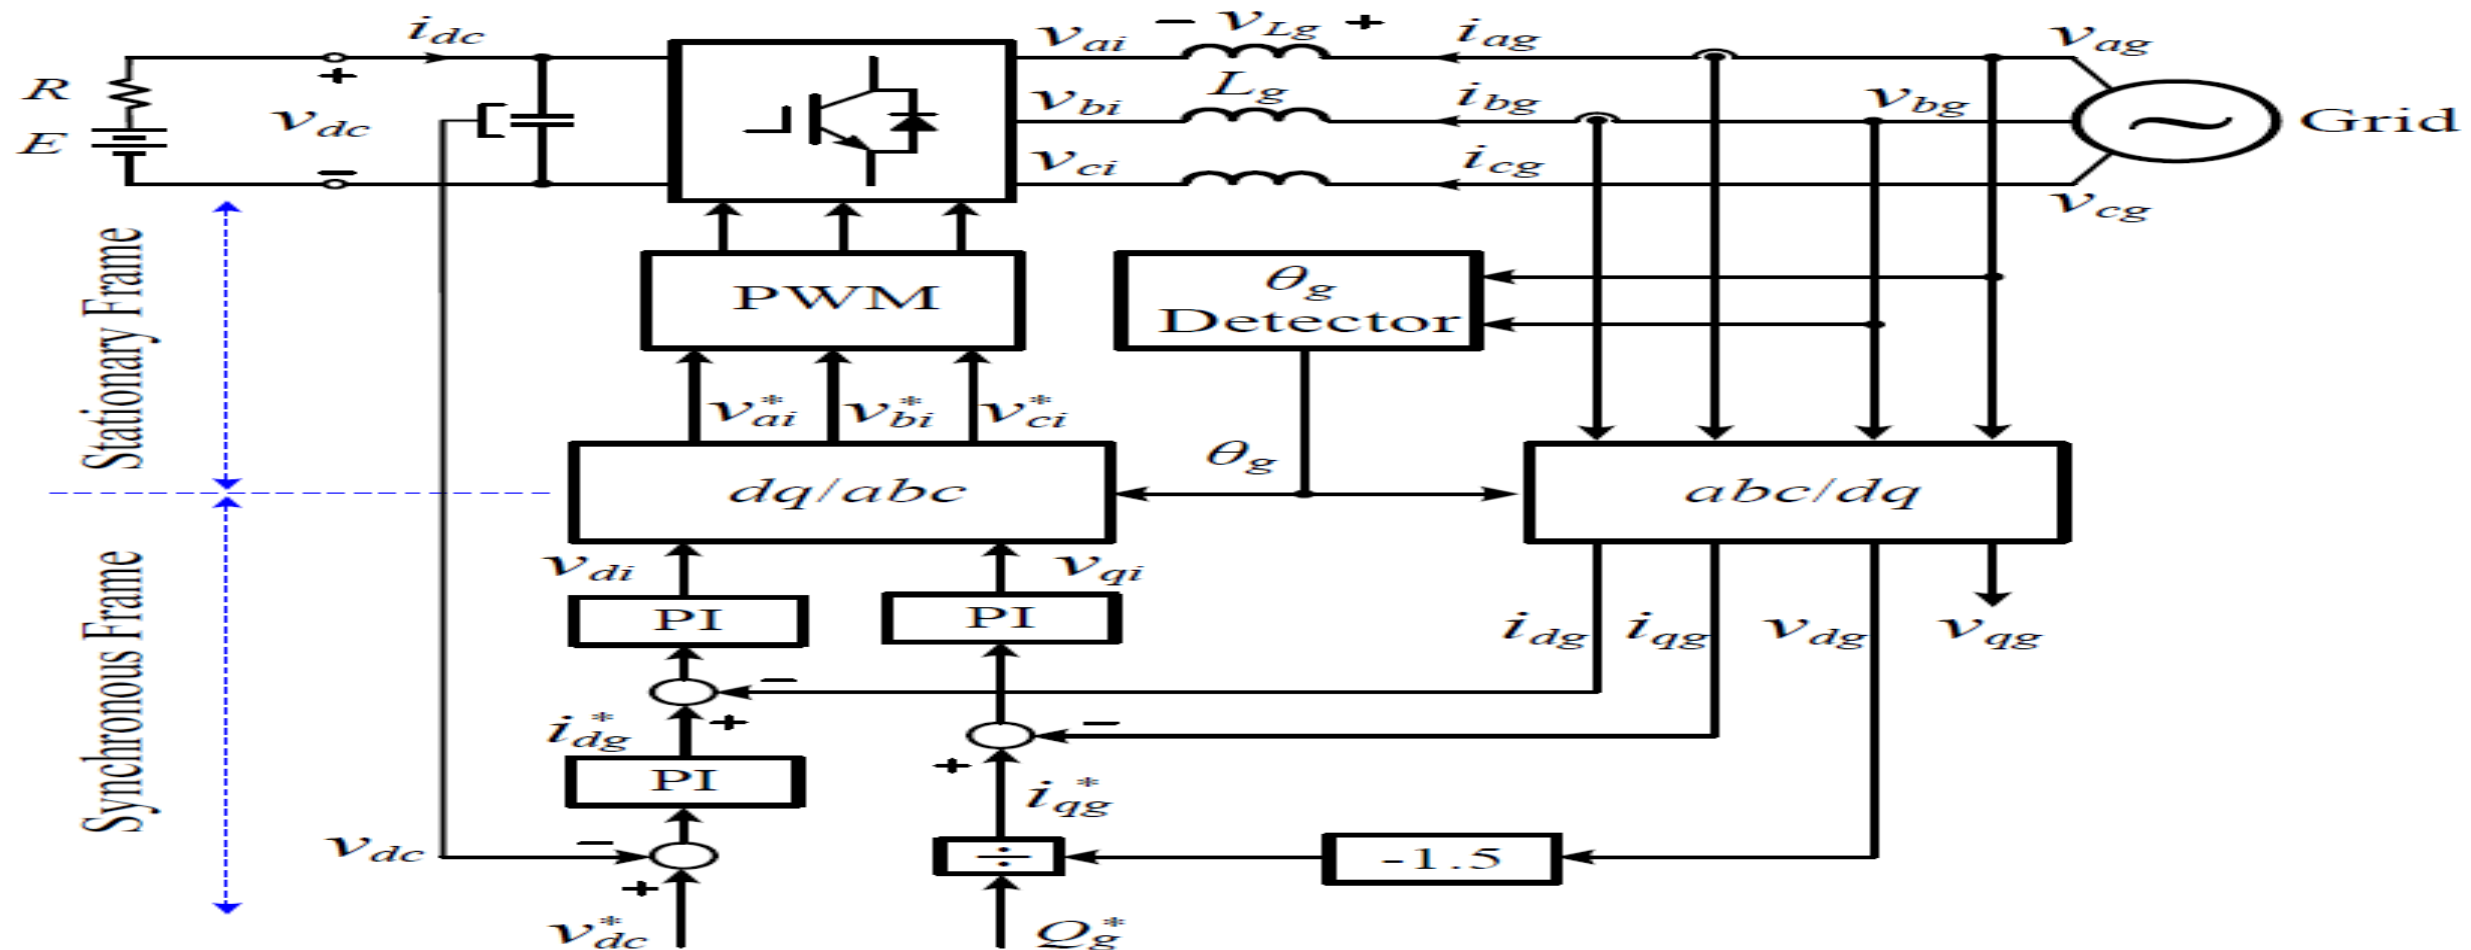 i_dc
v_ai − v_Lg + i_ag v_ag
R + v_dc L_g
v_bi i_bg v_bg
E − Grid
v_ci i_cg
v_cg
Stationary Frame
PWM
θ_g
Detector
v*_ai v*_bi v*_ci
θ_g
dq/abc abc/dq
v_di v_qi
Synchronous Frame
PI PI
i_dg i_qg v_dg v_qg
−
+ −
i*_dg
+
PI
i*_qg
−
v_dc ÷ -1.5
+
v*_dc Q*_g